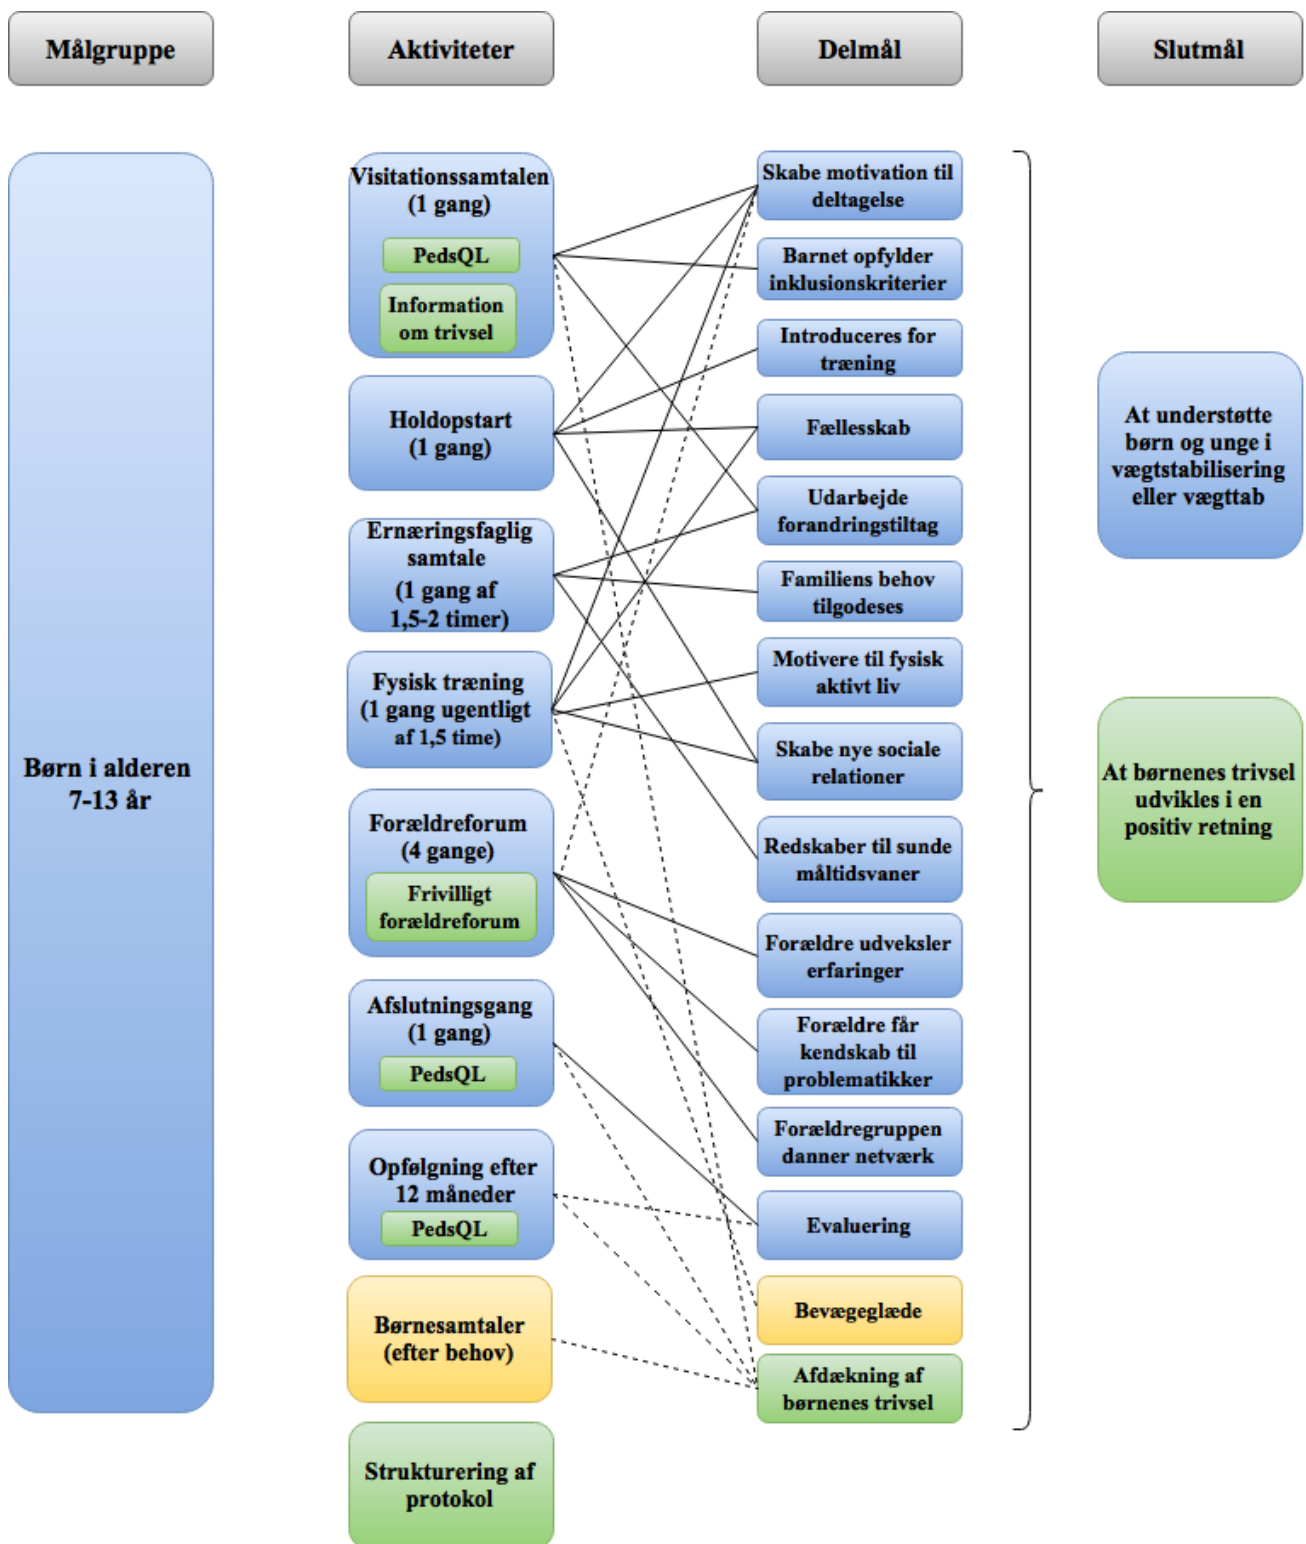 Målgruppe
Aktiviteter
Delmål
Slutmål
Børn i alderen
7-13 år
Visitationssamtalen
(1 gang)
PedsQL
Information
om trivsel
Holdopstart
(1 gang)
Ernæringsfaglig
samtale
(1 gang af
1,5-2 timer)
Fysisk træning
(1 gang ugentligt
af 1,5 time)
Forældreforum
(4 gange)
Frivilligt
forældreforum
Afslutningsgang
(1 gang)
PedsQL
Opfølgning efter
12 måneder
PedsQL
Børnesamtaler
(efter behov)
Strukturering af
protokol
Skabe motivation til
deltagelse
Barnet opfylder
inklusionskriterier
Introduceres for
træning
Fællesskab
Udarbejde
forandringstiltag
Familiens behov
tilgodeses
Motivere til fysisk
aktivt liv
Skabe nye sociale
relationer
Redskaber til sunde
måltidsvaner
Forældre udveksler
erfaringer
Forældre får
kendskab til
problematikker
Forældregruppen
danner netværk
Evaluering
Bevægeglæde
Afdækning af
børnenes trivsel
At understøtte
børn og unge i
vægtstabilisering
eller vægttab
At børnenes trivsel
udvikles i en
positiv retning